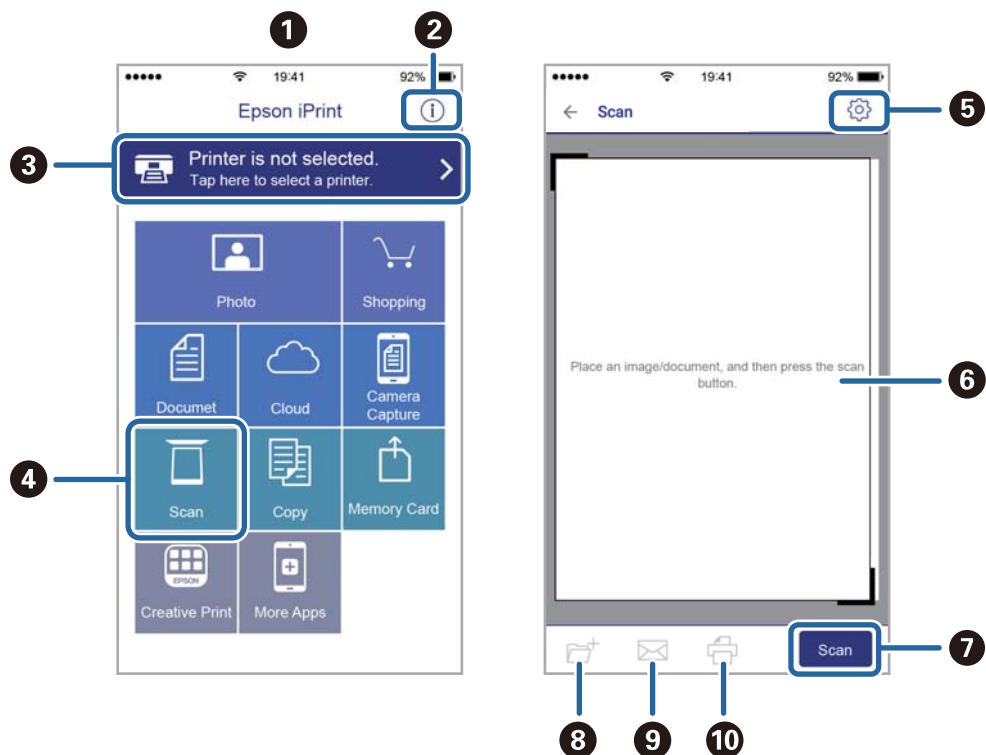 1
2
19:41
92%
Epson iPrint
3
Printer is not selected.
Tap here to select a printer.
Photo
Shopping
Documet
Cloud
Camera
Capture
4
Scan
Copy
Memory Card
EPSON
Creative Print
More Apps
19:41
92%
Scan
5
Place an image/document, and then press the scan
button.
6
Scan
7
8
9
10